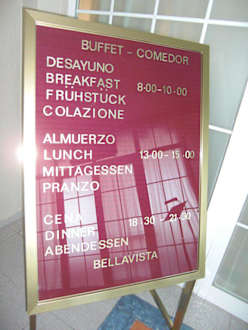 BUFFET - COMEDOR
DESAYUNO
BREAKFAST 8·00-10·00
FRÜHSTÜCK
COLAZIONE
ALMUERZO
LUNCH 13·00-15·00
MITTAGESSEN
PRANZO
CENA 18·30-21·30
DINNER
ABENDESSEN
BELLAVISTA